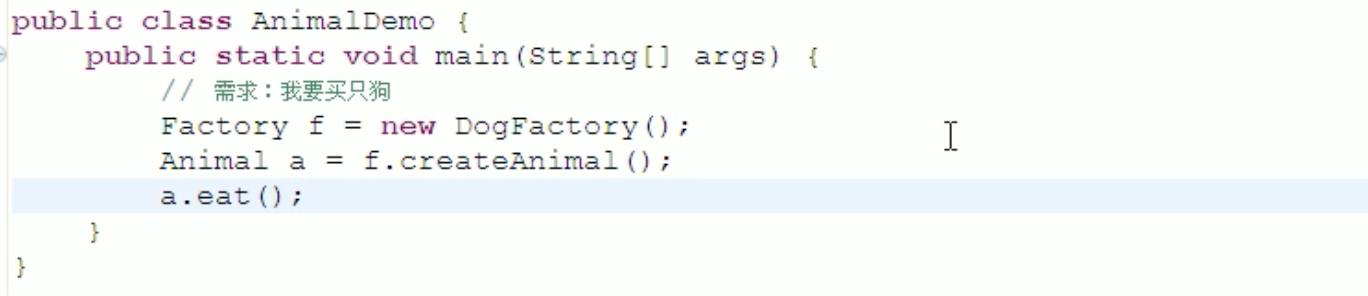 public class AnimalDemo {
public static void main(String[] args) {
// 需求：我要买只狗
Factory f = new DogFactory();
Animal a = f.createAnimal();
a.eat();
}
}